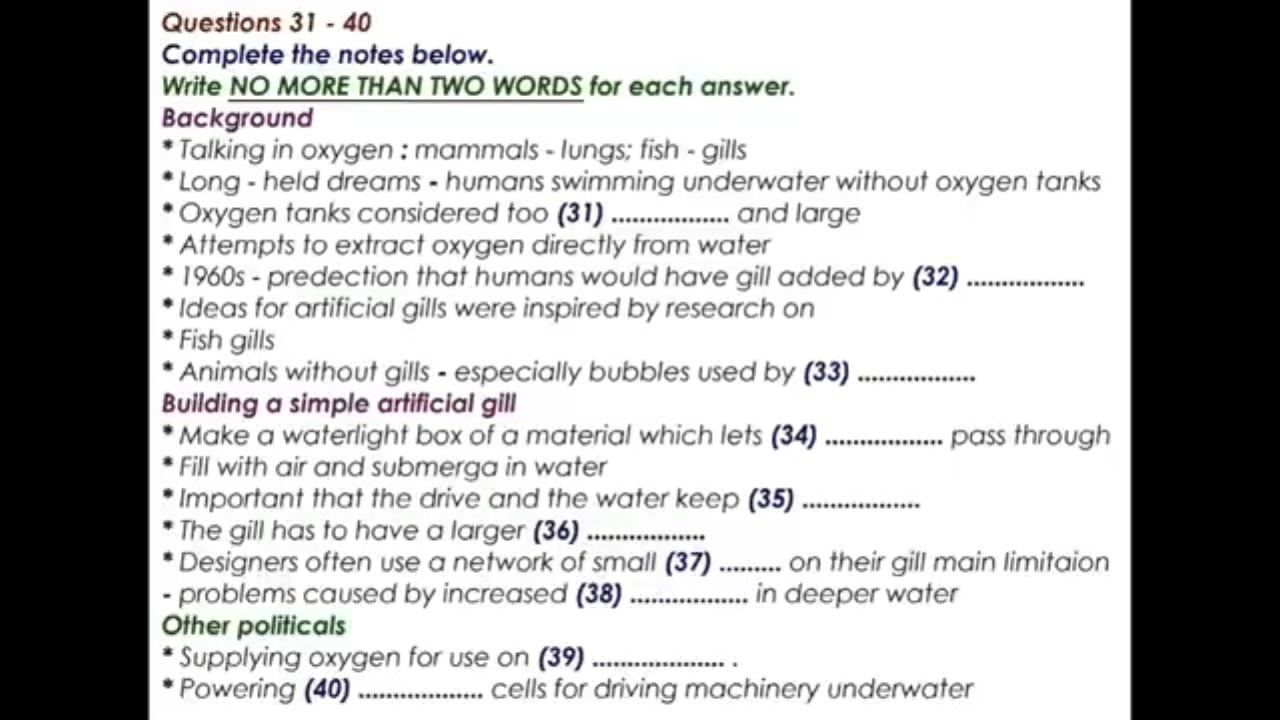 Questions 31 - 40
Complete the notes below.
Write NO MORE THAN TWO WORDS for each answer.
Background
* Talking in oxygen : mammals - lungs; fish - gills
* Long - held dreams - humans swimming underwater without oxygen tanks
* Oxygen tanks considered too (31) ................. and large
* Attempts to extract oxygen directly from water
* 1960s - predection that humans would have gill added by (32) .................
* Ideas for artificial gills were inspired by research on
* Fish gills
* Animals without gills - especially bubbles used by (33) .................
Building a simple artificial gill
* Make a waterlight box of a material which lets (34) ................. pass through
* Fill with air and submerga in water
* Important that the drive and the water keep (35) .................
* The gill has to have a larger (36) .................
* Designers often use a network of small (37) ......... on their gill main limitaion
- problems caused by increased (38) ................. in deeper water
Other politicals
* Supplying oxygen for use on (39) ................... .
* Powering (40) .................. cells for driving machinery underwater